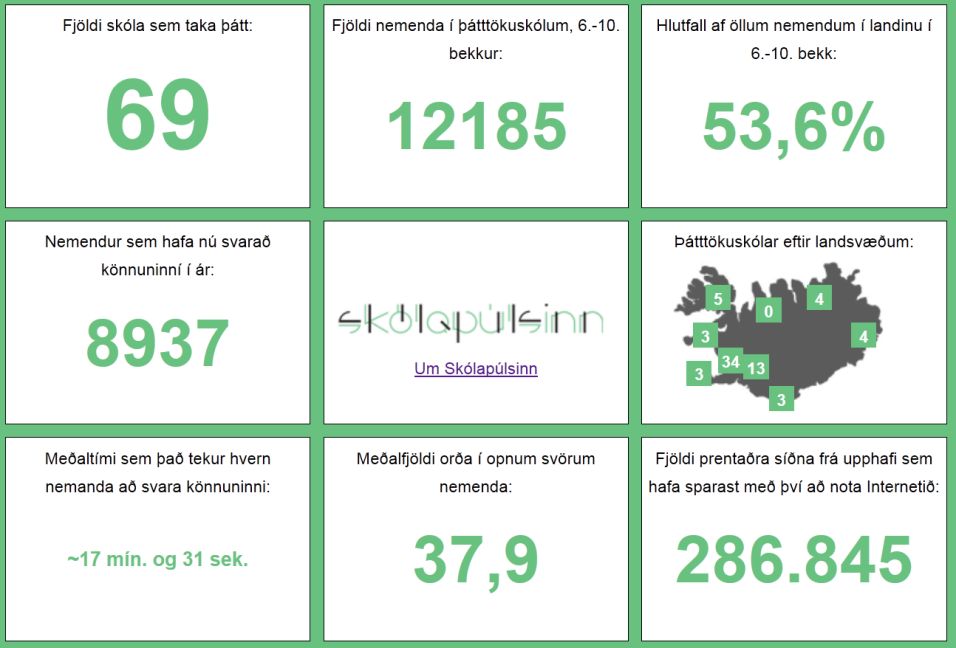 Fjöldi skóla sem taka þátt:
69
Fjöldi nemenda í þátttökuskólum, 6.-10.
bekkur:
12185
Hlutfall af öllum nemendum í landinu í
6.-10. bekk:
53,6%
Nemendur sem hafa nú svarað
könnuninní í ár:
8937
skólapúlsinn
Um Skólapúlsinn
Þátttökuskólar eftir landsvæðum:
5
0
4
3
4
34
13
3
3
Meðaltími sem það tekur hvern
nemanda að svara könnuninni:
~17 mín. og 31 sek.
Meðalfjöldi orða í opnum svörum
nemenda:
37,9
Fjöldi prentaðra síðna frá upphafi sem
hafa sparast með því að nota Internetið:
286.845